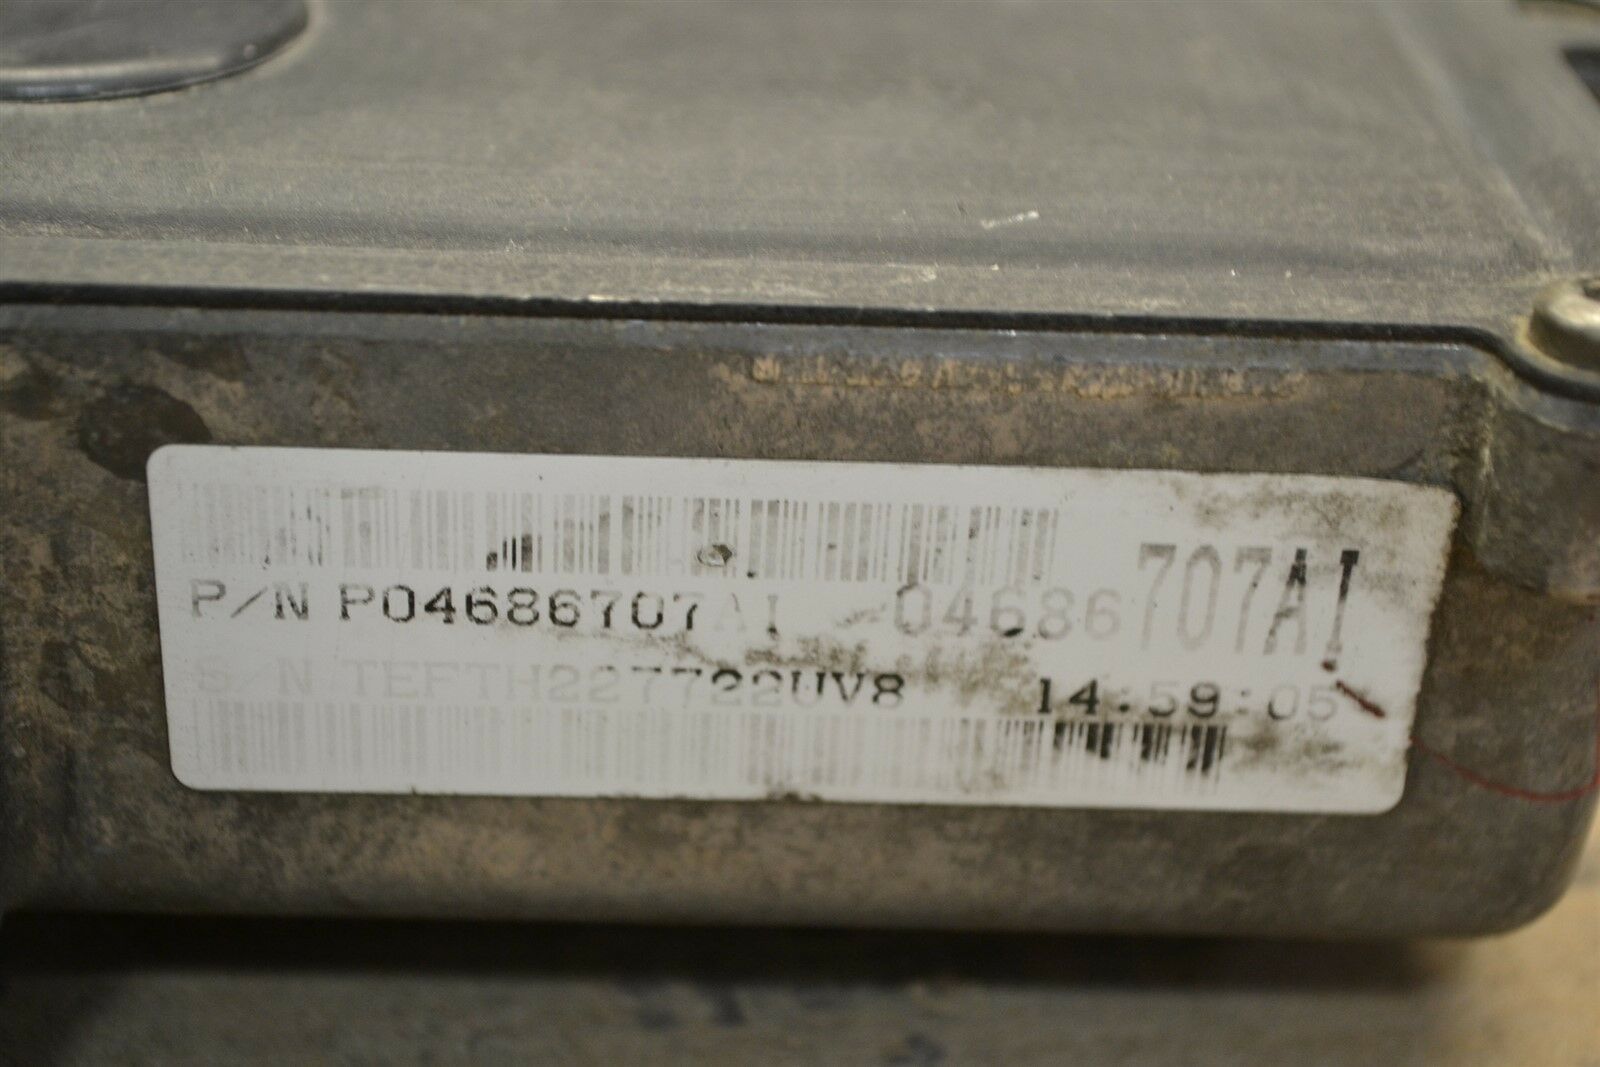 P/N P04686707AI 04686707AI
S/N TEFTH227722UV8 14:59:05